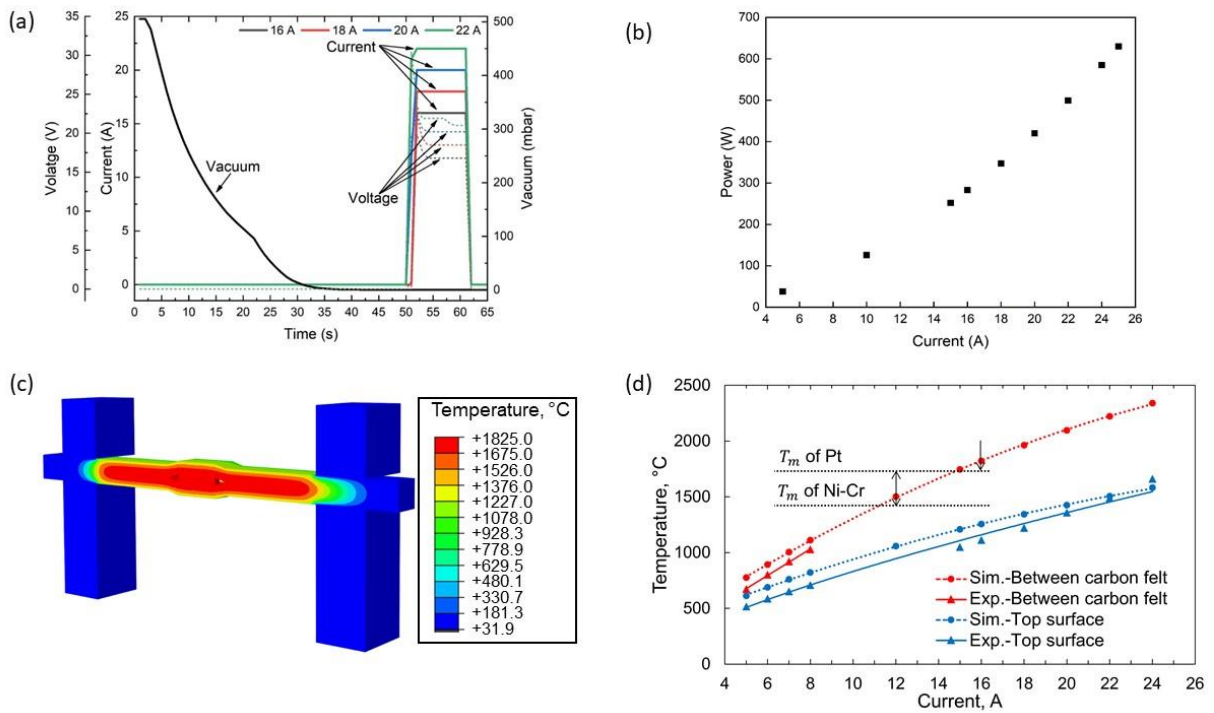 (a)
16 A 18 A 20 A 22 A
Current
Vacuum
Voltage
Volatge (V)
35
30
25
20
15
10
5
0
Current (A)
25
20
15
10
5
0
Vacuum (mbar)
500
400
300
200
100
0
0 5 10 15 20 25 30 35 40 45 50 55 60 65
Time (s)
(b)
Power (W)
800
700
600
500
400
300
200
100
0
4 6 8 10 12 14 16 18 20 22 24 26
Current (A)
(c)
Temperature, °C
+1825.0
+1675.0
+1526.0
+1376.0
+1227.0
+1078.0
+928.3
+778.9
+629.5
+480.1
+330.7
+181.3
+31.9
(d)
Temperature, °C
2500
2000
1500
1000
500
0
T_m of Pt
T_m of Ni-Cr
Sim.-Between carbon felt
Exp.-Between carbon felt
Sim.-Top surface
Exp.-Top surface
4 6 8 10 12 14 16 18 20 22 24 26
Current, A